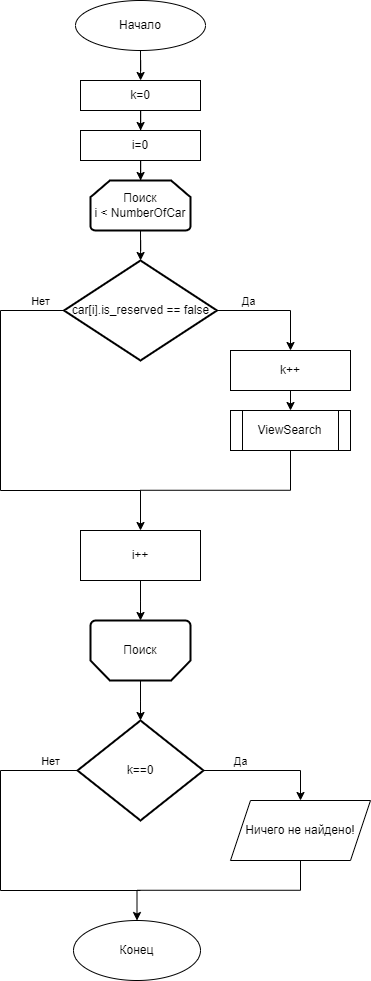 Начало
k=0
i=0
Поиск
i < NumberOfCar
Нет
car[i].is_reserved == false
Да
k++
ViewSearch
i++
Поиск
Нет
k==0
Да
Ничего не найдено!
Конец